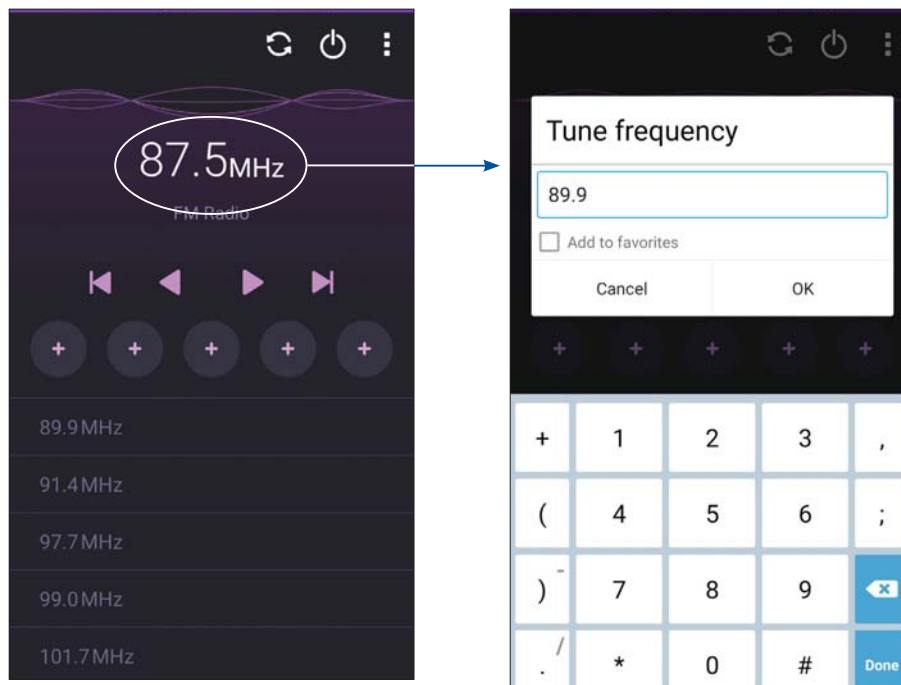 87.5MHz
FM Radio
+ + + + +
89.9MHz
91.4MHz
97.7MHz
99.0MHz
101.7MHz
Tune frequency
89.9
Add to favorites
Cancel OK
+ + + + +
+ 1 2 3 ,
( 4 5 6 ;
) - 7 8 9
. / * 0 # Done